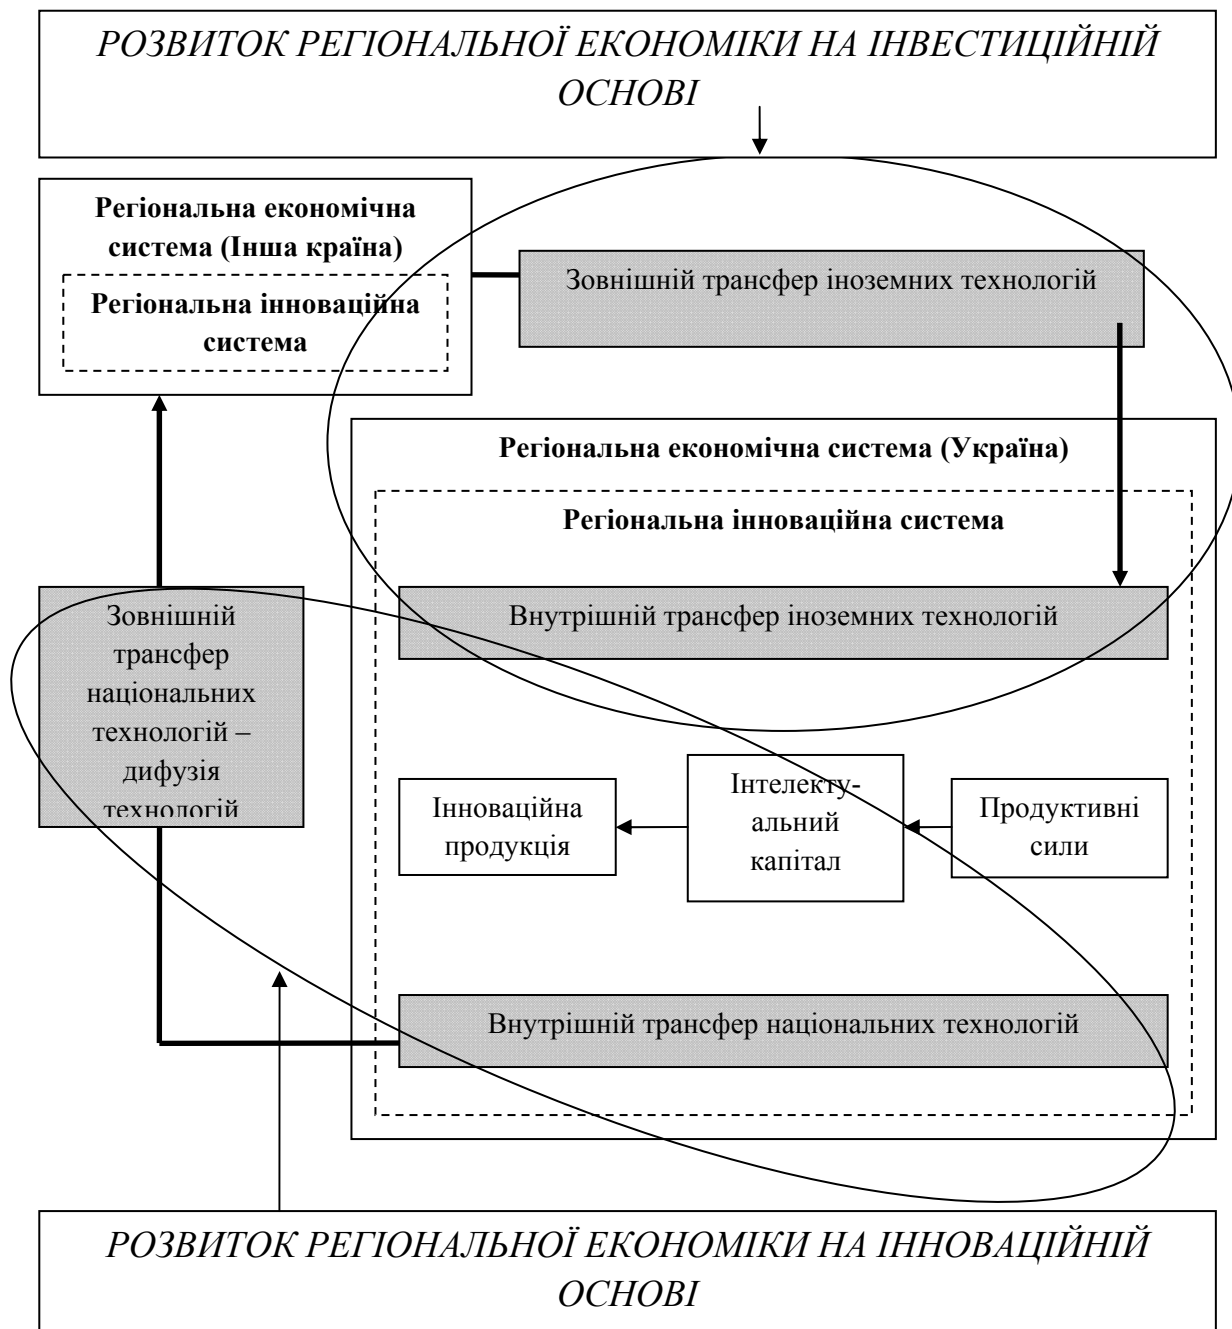 РОЗВИТОК РЕГІОНАЛЬНОЇ ЕКОНОМІКИ НА ІНВЕСТИЦІЙНІЙ
ОСНОВІ
Регіональна економічна
система (Інша країна)
Регіональна інноваційна
система
Зовнішній трансфер іноземних технологій
Регіональна економічна система (Україна)
Регіональна інноваційна система
Внутрішній трансфер іноземних технологій
Зовнішній
трансфер
національних
технологій –
дифузія
технологій
Інноваційна
продукція
Інтелекту-
альний
капітал
Продуктивні
сили
Внутрішній трансфер національних технологій
РОЗВИТОК РЕГІОНАЛЬНОЇ ЕКОНОМІКИ НА ІННОВАЦІЙНІЙ
ОСНОВІ